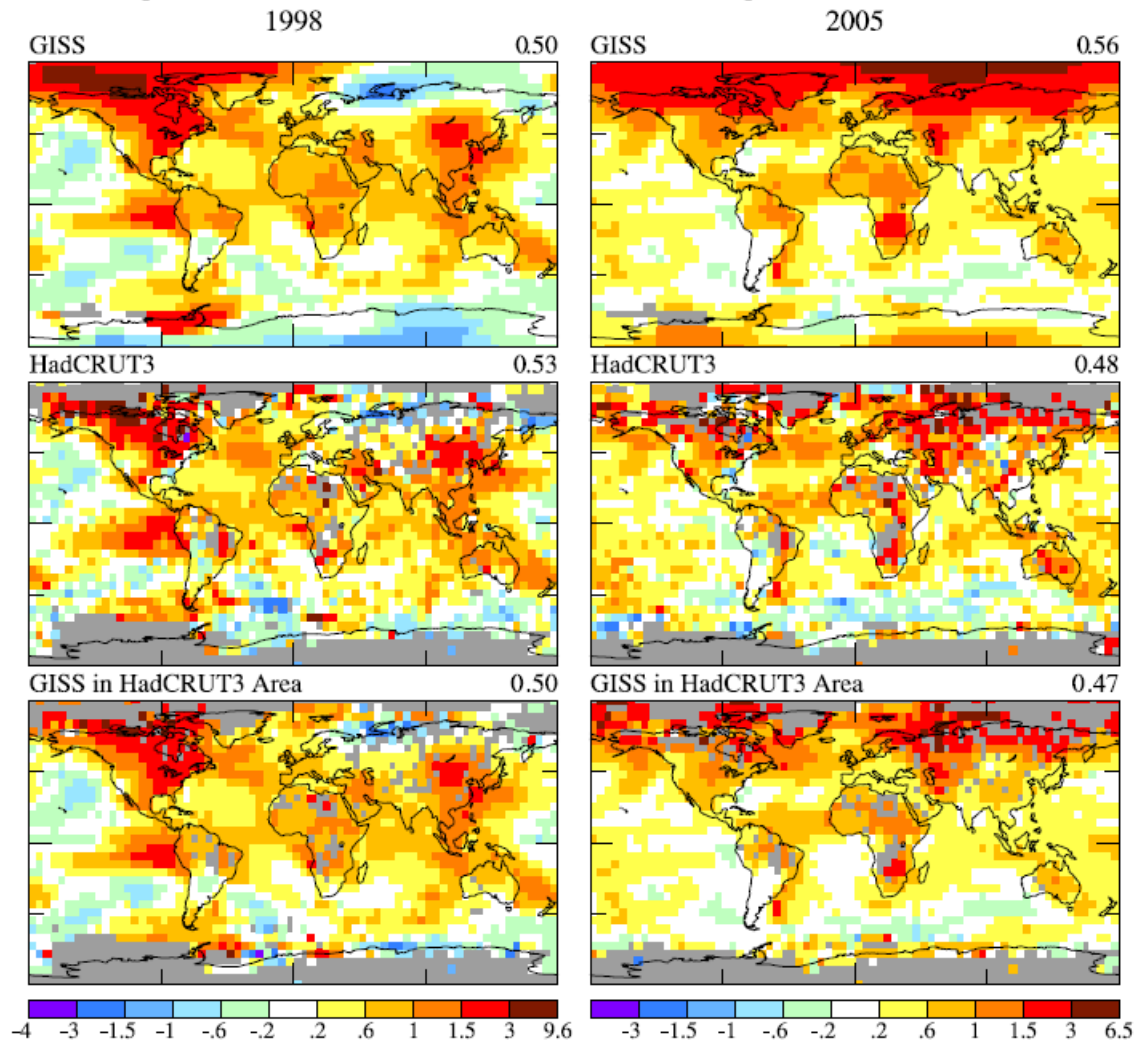 1998 2005
GISS 0.50 GISS 0.56
HadCRUT3 0.53 HadCRUT3 0.48
GISS in HadCRUT3 Area 0.50 GISS in HadCRUT3 Area 0.47
-4 -3 -1.5 -1 -.6 -.2 .2 .6 1 1.5 3 9.6 -3 -1.5 -1 -.6 -.2 .2 .6 1 1.5 3 6.5